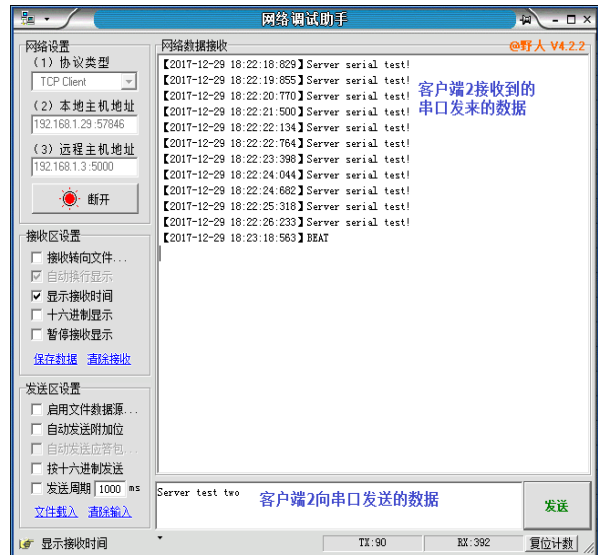 网络调试助手
网络设置
(1) 协议类型
TCP Client
(2) 本地主机地址
192.168.1.29 :57846
(3) 远程主机地址
192.168.1.3 :5000
断开
接收区设置
接收转向文件...
自动换行显示
显示接收时间
十六进制显示
暂停接收显示
保存数据 清除接收
发送区设置
启用文件数据源...
自动发送附加位
自动发送应答包...
按十六进制发送
发送周期 1000 ms
文件载入 清除输入
网络数据接收
@野人 V4.2.2
【2017-12-29 18:22:18:829】Server serial test!
【2017-12-29 18:22:19:855】Server serial test!
【2017-12-29 18:22:20:770】Server serial test!
【2017-12-29 18:22:21:500】Server serial test!
【2017-12-29 18:22:22:134】Server serial test!
【2017-12-29 18:22:22:764】Server serial test!
【2017-12-29 18:22:23:398】Server serial test!
【2017-12-29 18:22:24:044】Server serial test!
【2017-12-29 18:22:24:682】Server serial test!
【2017-12-29 18:22:25:318】Server serial test!
【2017-12-29 18:22:26:233】Server serial test!
【2017-12-29 18:23:18:563】BEAT
客户端2接收到的
串口发来的数据
Server test two
客户端2向串口发送的数据
发送
显示接收时间
TX:90
RX:392
复位计数